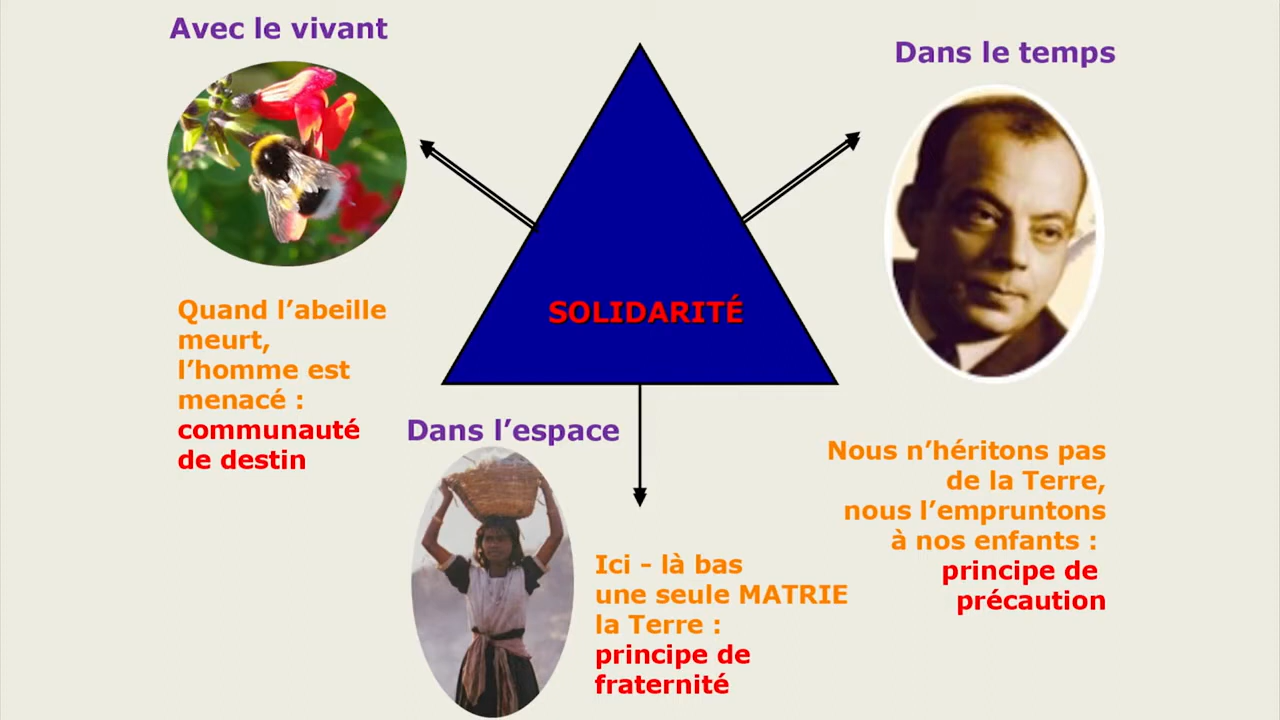 Avec le vivant
Quand l’abeille
meurt,
l’homme est
menacé :
communauté
de destin
SOLIDARITÉ
Dans l’espace
Ici - là bas
une seule MATRIE
la Terre :
principe de
fraternité
Dans le temps
Nous n’héritons pas
de la Terre,
nous l’empruntons
à nos enfants :
principe de
précaution